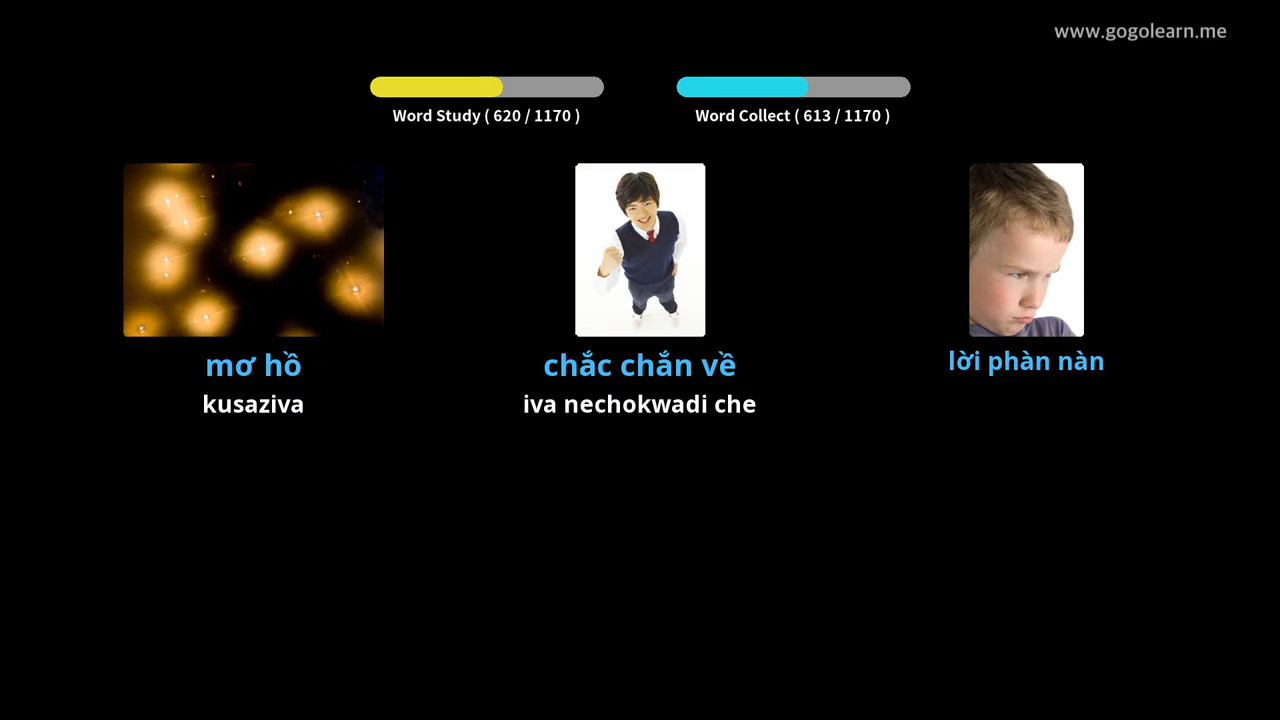 www.gogolearn.me
Word Study ( 620 / 1170 )
Word Collect ( 613 / 1170 )
mơ hồ
kusaziva
chắc chắn về
iva nechokwadi che
lời phàn nàn